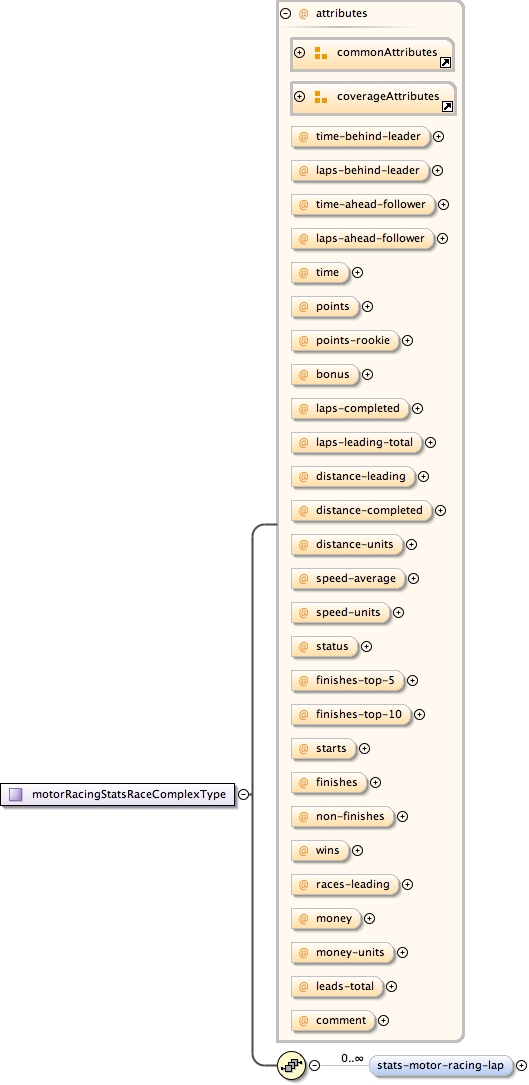 @ attributes
commonAttributes
coverageAttributes
@ time-behind-leader
@ laps-behind-leader
@ time-ahead-follower
@ laps-ahead-follower
@ time
@ points
@ points-rookie
@ bonus
@ laps-completed
@ laps-leading-total
@ distance-leading
@ distance-completed
@ distance-units
@ speed-average
@ speed-units
@ status
@ finishes-top-5
@ finishes-top-10
@ starts
@ finishes
motorRacingStatsRaceComplexType
@ non-finishes
@ wins
@ races-leading
@ money
@ money-units
@ leads-total
@ comment
0..∞
stats-motor-racing-lap